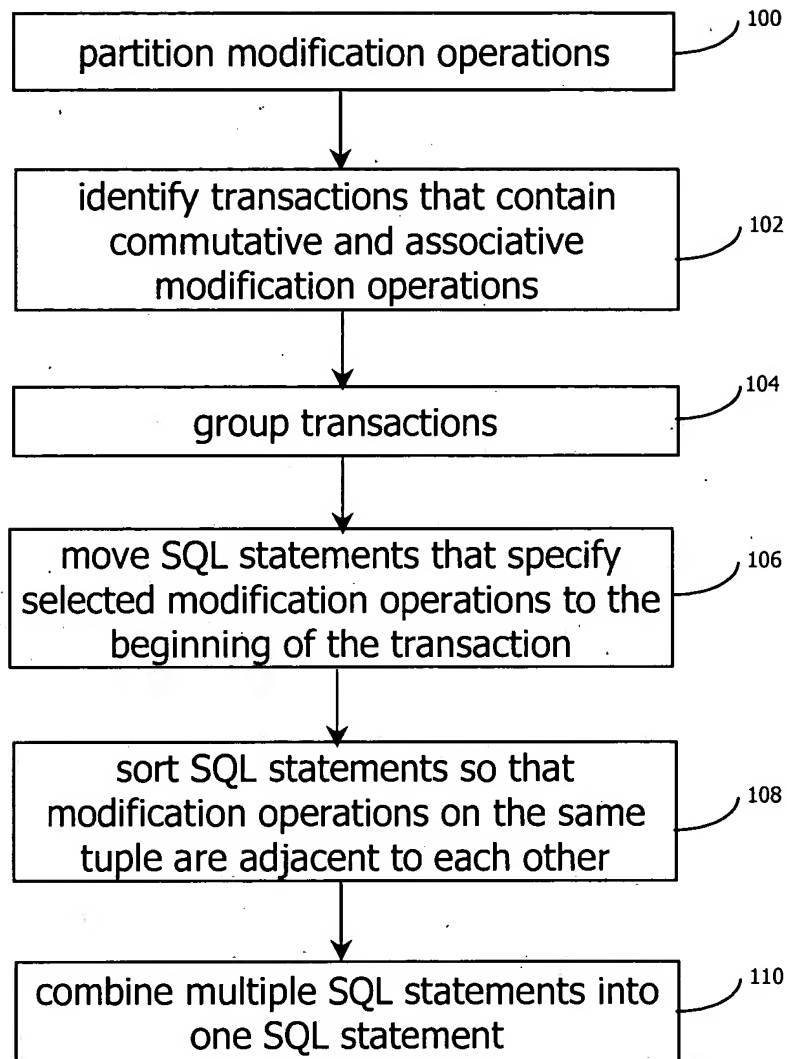 100
partition modification operations
identify transactions that contain
commutative and associative
modification operations
102
104
group transactions
move SQL statements that specify
selected modification operations to the
beginning of the transaction
106
sort SQL statements so that
modification operations on the same
tuple are adjacent to each other
108
combine multiple SQL statements into
one SQL statement
110